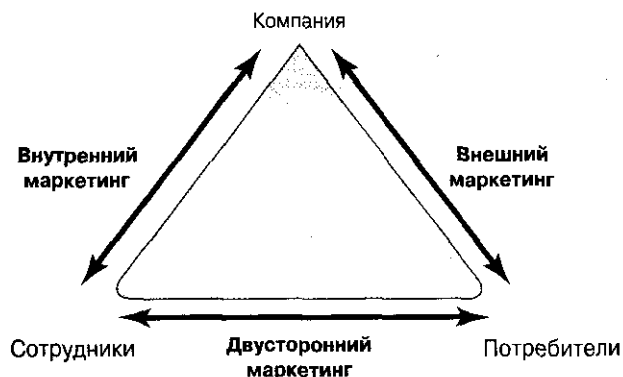 Компания
Внутренний
маркетинг
Внешний
маркетинг
Сотрудники
Двусторонний
маркетинг
Потребители